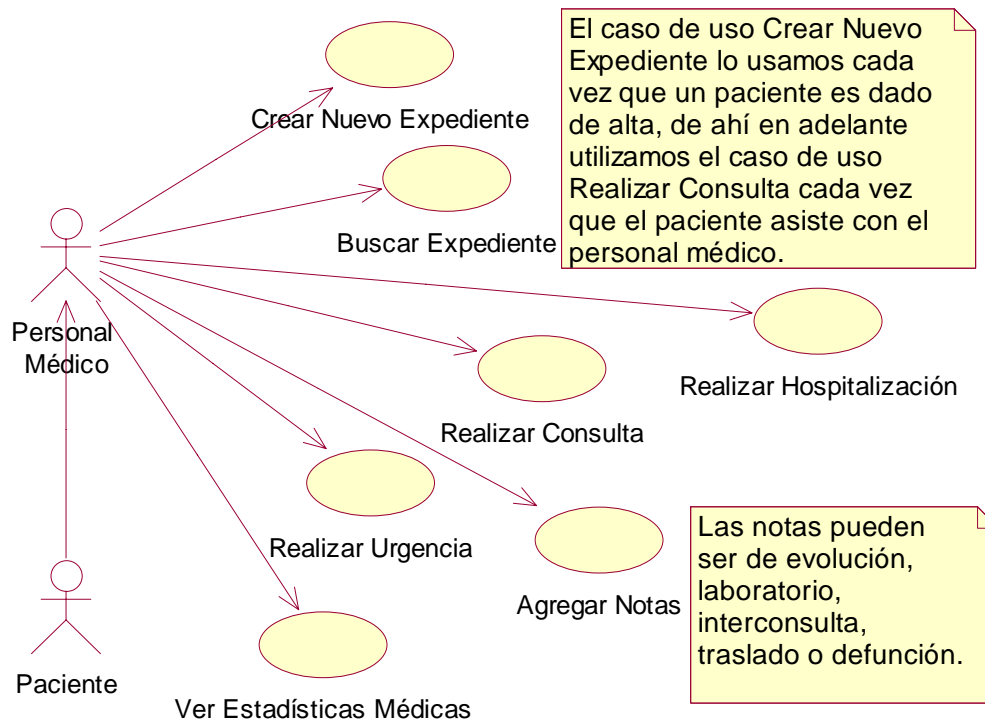 El caso de uso Crear Nuevo
Expediente lo usamos cada
vez que un paciente es dado
de alta, de ahí en adelante
utilizamos el caso de uso
Realizar Consulta cada vez
que el paciente asiste con el
personal médico.
Crear Nuevo Expediente
Buscar Expediente
Personal
Médico
Realizar Hospitalización
Realizar Consulta
Realizar Urgencia
Agregar Notas
Las notas pueden
ser de evolución,
laboratorio,
interconsulta,
traslado o defunción.
Paciente
Ver Estadísticas Médicas